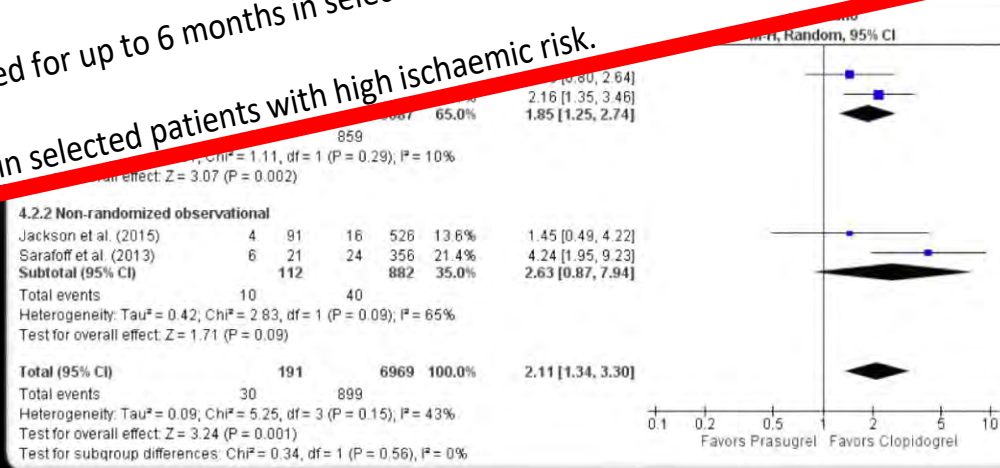 ed for up to 6 months in selec
in selected patients with high ischaemic risk.
M-H, Random, 95% CI
0.80, 2.64]
2.16 [1.35, 3.46]
65.0% 1.85 [1.25, 2.74]
859
Chi² = 1.11, df = 1 (P = 0.29); I² = 10%
effect: Z = 3.07 (P = 0.002)
4.2.2 Non-randomized observational
Jackson et al. (2015) 4 91 16 526 13.6% 1.45 [0.49, 4.22]
Sarafoff et al. (2013) 6 21 24 356 21.4% 4.24 [1.95, 9.23]
Subtotal (95% CI) 112 882 35.0% 2.63 [0.87, 7.94]
Total events 10 40
Heterogeneity: Tau² = 0.42; Chi² = 2.83, df = 1 (P = 0.09); I² = 65%
Test for overall effect: Z = 1.71 (P = 0.09)
Total (95% CI) 191 6969 100.0% 2.11 [1.34, 3.30]
Total events 30 899
Heterogeneity: Tau² = 0.09; Chi² = 5.25, df = 3 (P = 0.15); I² = 43%
Test for overall effect: Z = 3.24 (P = 0.001)
Test for subgroup differences: Chi² = 0.34, df = 1 (P = 0.56), I² = 0%
0.1 0.2 0.5 1 2 5 10
Favors Prasugrel Favors Clopidogrel